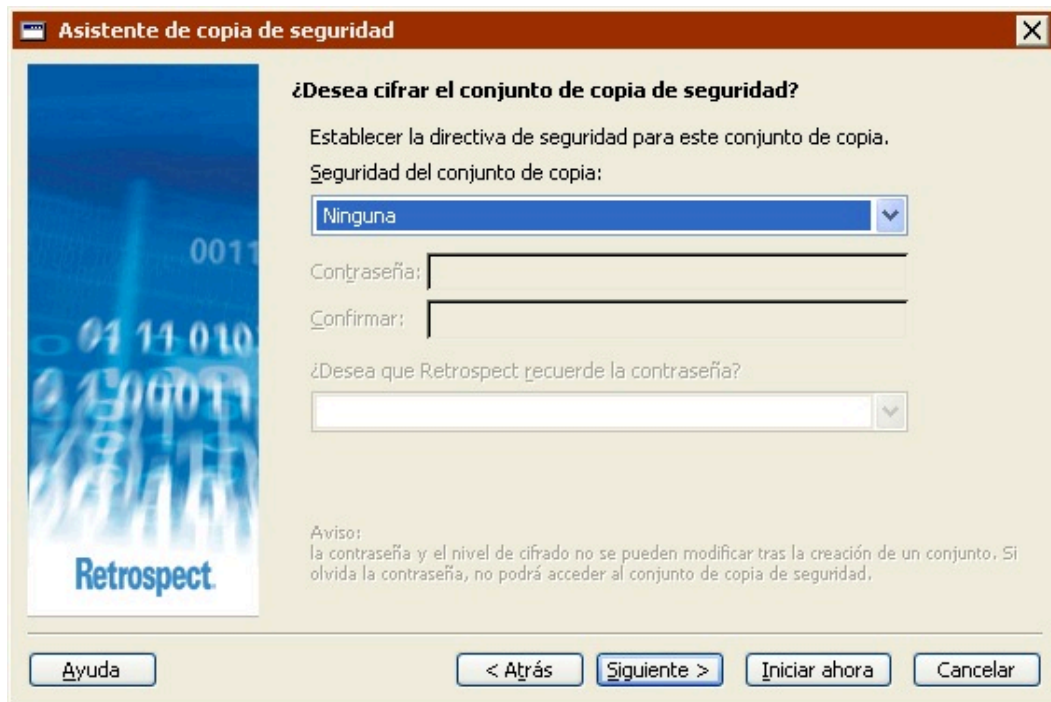 Asistente de copia de seguridad
¿Desea cifrar el conjunto de copia de seguridad?
Establecer la directiva de seguridad para este conjunto de copia.
Seguridad del conjunto de copia:
Ninguna
0011
Contraseña:
Confirmar:
01 11 010
¿Desea que Retrospect recuerde la contraseña?
Aviso:
la contraseña y el nivel de cifrado no se pueden modificar tras la creación de un conjunto. Si
olvida la contraseña, no podrá acceder al conjunto de copia de seguridad.
Retrospect.
Ayuda
< Atrás
Siguiente >
Iniciar ahora
Cancelar